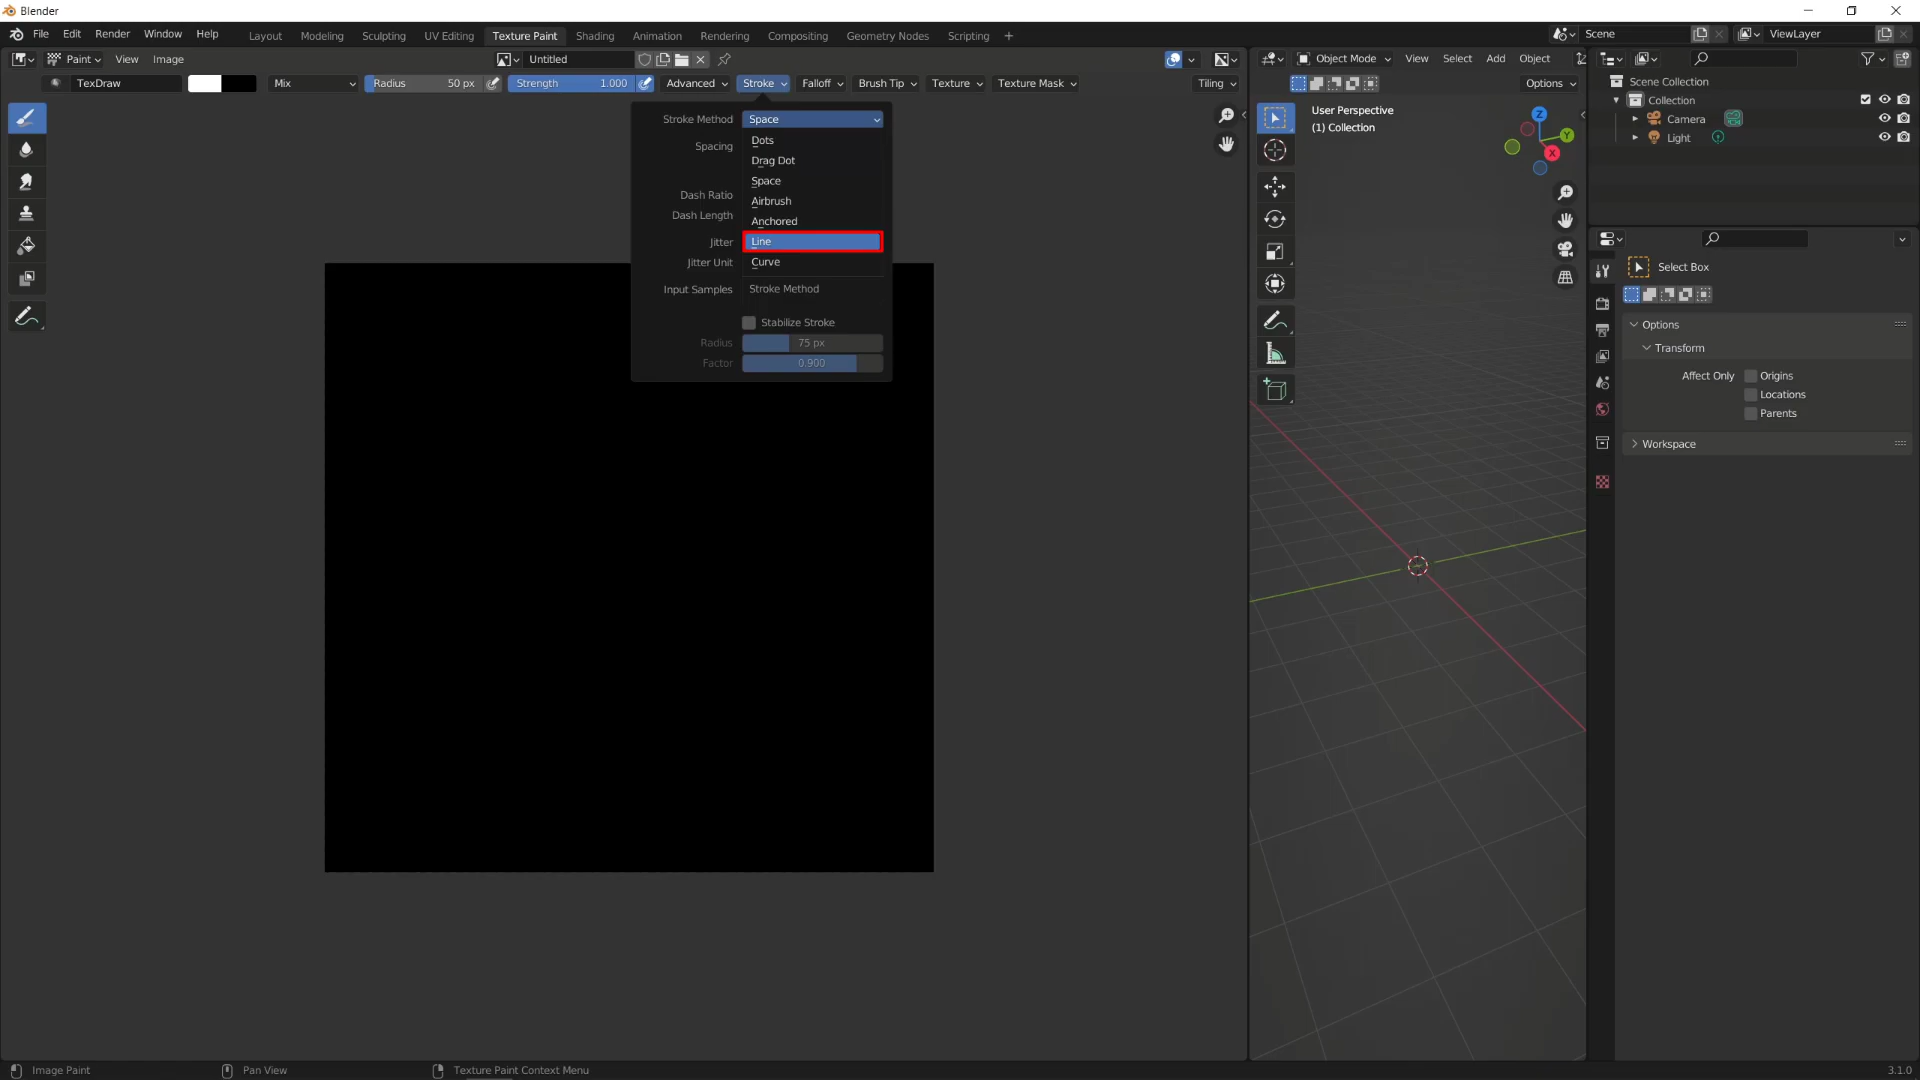 Blender
File Edit Render Window Help Layout Modeling Sculpting UV Editing Texture Paint Shading Animation Rendering Compositing Geometry Nodes Scripting + Scene ViewLayer
Paint View Image Untitled Object Mode View Select Add Object
TexDraw Mix Radius 50 px Strength 1.000 Advanced Stroke Falloff Brush Tip Texture Texture Mask Tiling Options
Scene Collection
Collection
Camera
Light
Stroke Method Space
Spacing
Dash Ratio
Dash Length
Jitter
Jitter Unit
Input Samples
Dots
Drag Dot
Space
Airbrush
Anchored
Line
Curve
Stroke Method
Stabilize Stroke
Radius 75 px
Factor 0.900
User Perspective
(1) Collection
Z
Y
X
Select Box
Options
Transform
Affect Only Origins
Locations
Parents
Workspace
Image Paint Pan View Texture Paint Context Menu 3.1.0